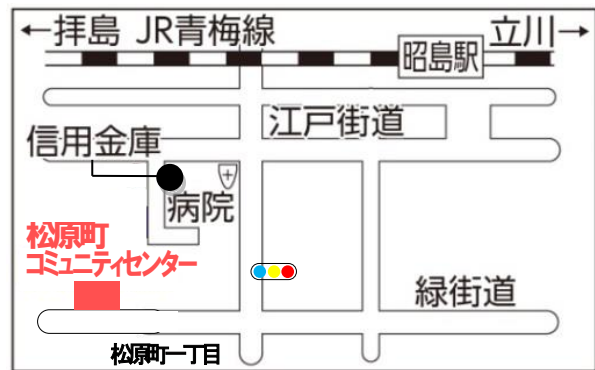 ←拝島 JR青梅線 立川→
昭島駅
江戸街道
信用金庫
病院
松原町
コミュニティセンター
緑街道
松原町一丁目